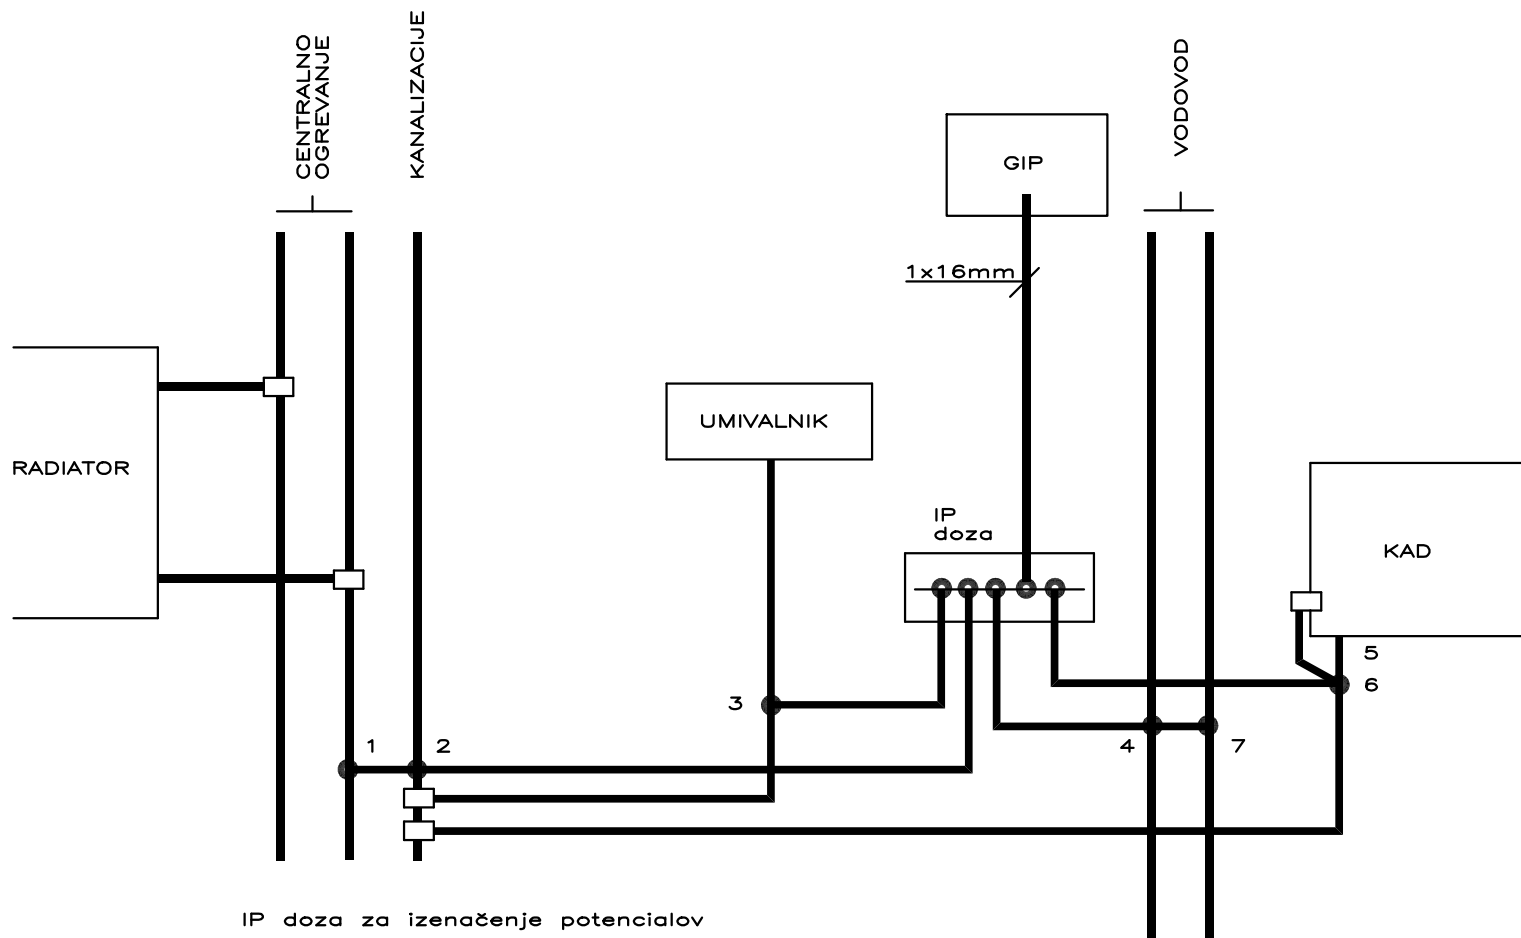 CENTRALNO
OGREVANJE
KANALIZACIJE
VODOVOD
GIP
1x16mm
UMIVALNIK
RADIATOR
IP
doza
KAD
5
6
3
4
7
1
2
IP doza za izenačenje potencialov